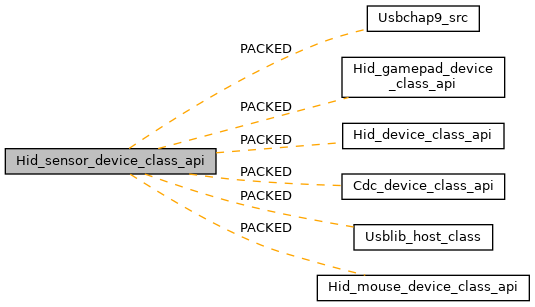 Usbchap9_src
PACKED
Hid_gamepad_device
_class_api
PACKED
Hid_device_class_api
PACKED
Hid_sensor_device_class_api
PACKED
Cdc_device_class_api
PACKED
Usblib_host_class
PACKED
Hid_mouse_device_class_api